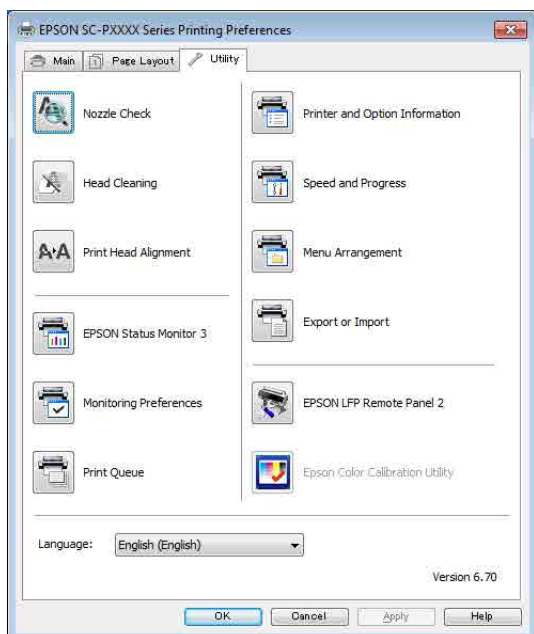 EPSON SC-PXXXX Series Printing Preferences
Main
Page Layout
Utility
Nozzle Check
Head Cleaning
Print Head Alignment
EPSON Status Monitor 3
Monitoring Preferences
Print Queue
Printer and Option Information
Speed and Progress
Menu Arrangement
Export or Import
EPSON LFP Remote Panel 2
Epson Color Calibration Utility
Language: English (English)
Version 6.70
OK Cancel Apply Help